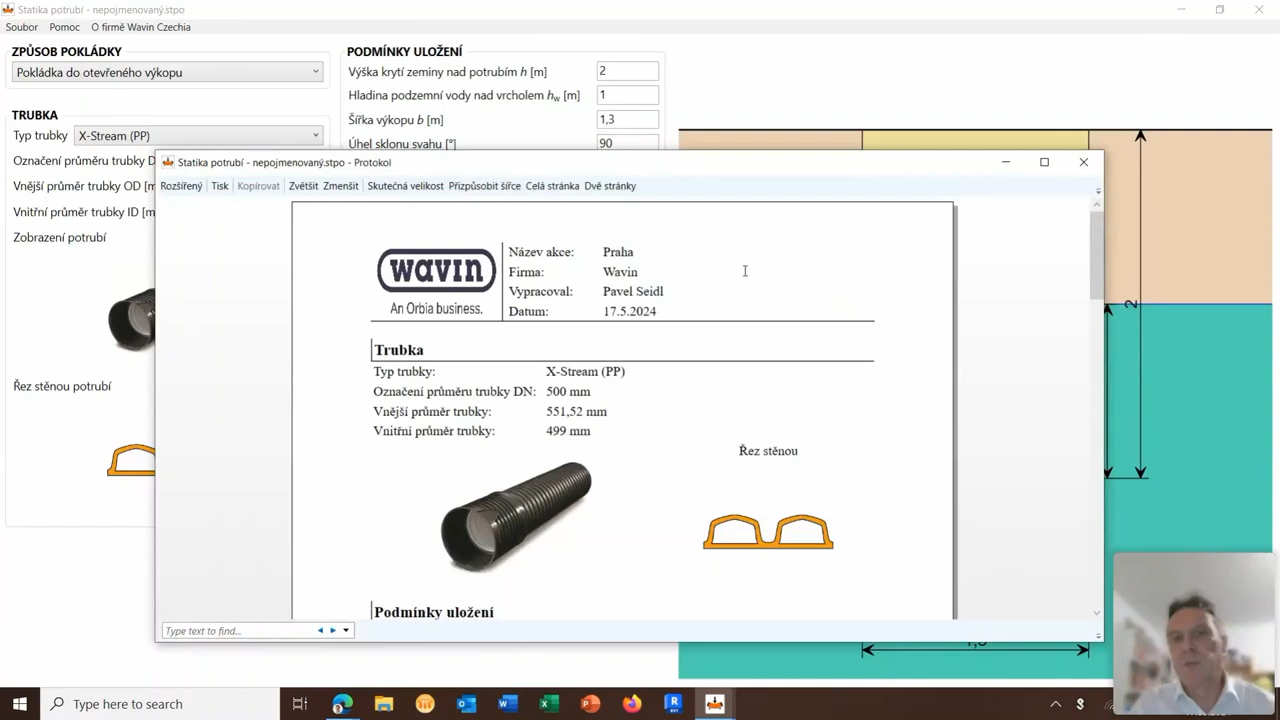 Statika potrubí - nepojmenovaný.stpo
Soubor Pomoc O firmě Wavin Czechia
ZPŮSOB POKLÁDKY
Pokládka do otevřeného výkopu
TRUBKA
Typ trubky X-Stream (PP)
Označení průměru trubky D
Vnější průměr trubky OD [m
Vnitřní průměr trubky ID [m
Zobrazení potrubí
Řez stěnou potrubí
PODMÍNKY ULOŽENÍ
Výška krytí zeminy nad potrubím h [m] 2
Hladina podzemní vody nad vrcholem hw [m] 1
Šířka výkopu b [m] 1,3
Úhel sklonu svahu [°] 90
2
Statika potrubí - nepojmenovaný.stpo - Protokol
Rozšířený Tisk Kopírovat Zvětšit Zmenšit Skutečná velikost Přizpůsobit šířce Celá stránka Dvě stránky
wavin
An Orbia business.
Název akce: Praha
Firma: Wavin
Vypracoval: Pavel Seidl
Datum: 17.5.2024
Trubka
Typ trubky: X-Stream (PP)
Označení průměru trubky DN: 500 mm
Vnější průměr trubky: 551,52 mm
Vnitřní průměr trubky: 499 mm
Řez stěnou
Podmínky uložení
Type text to find...
Type here to search